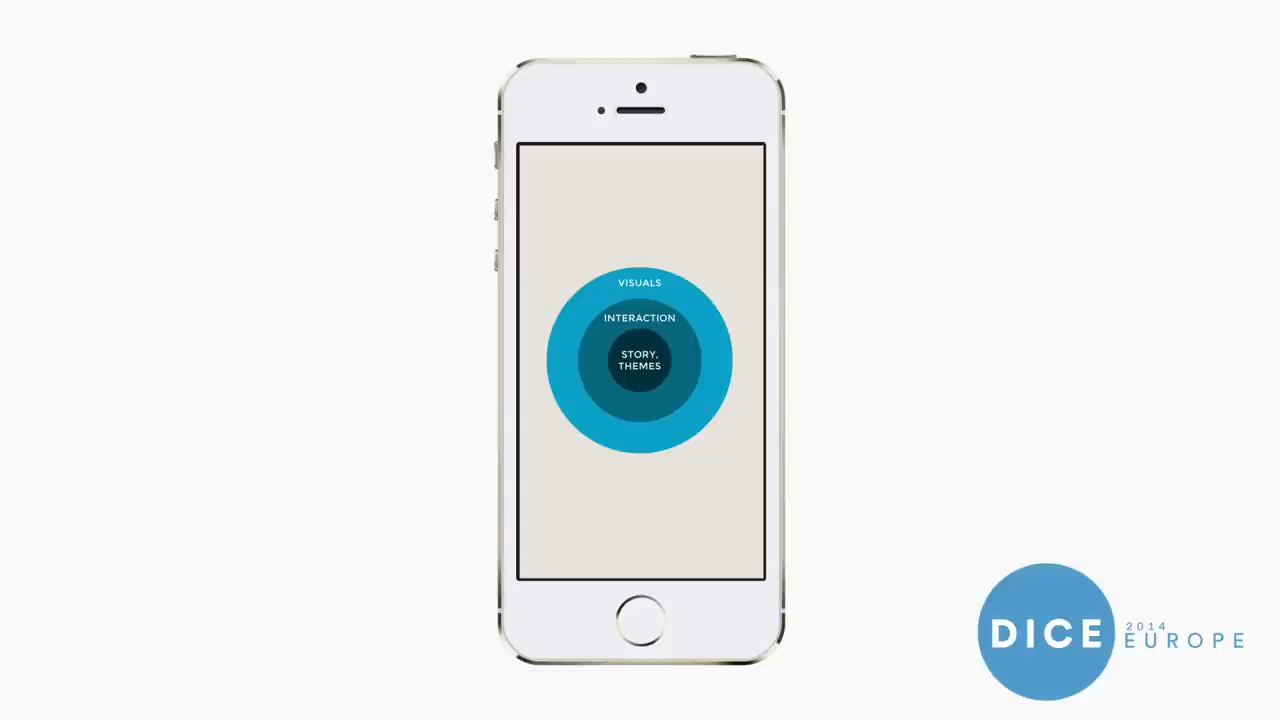 VISUALS
INTERACTION
STORY,
THEMES
DICE
2014
EUROPE